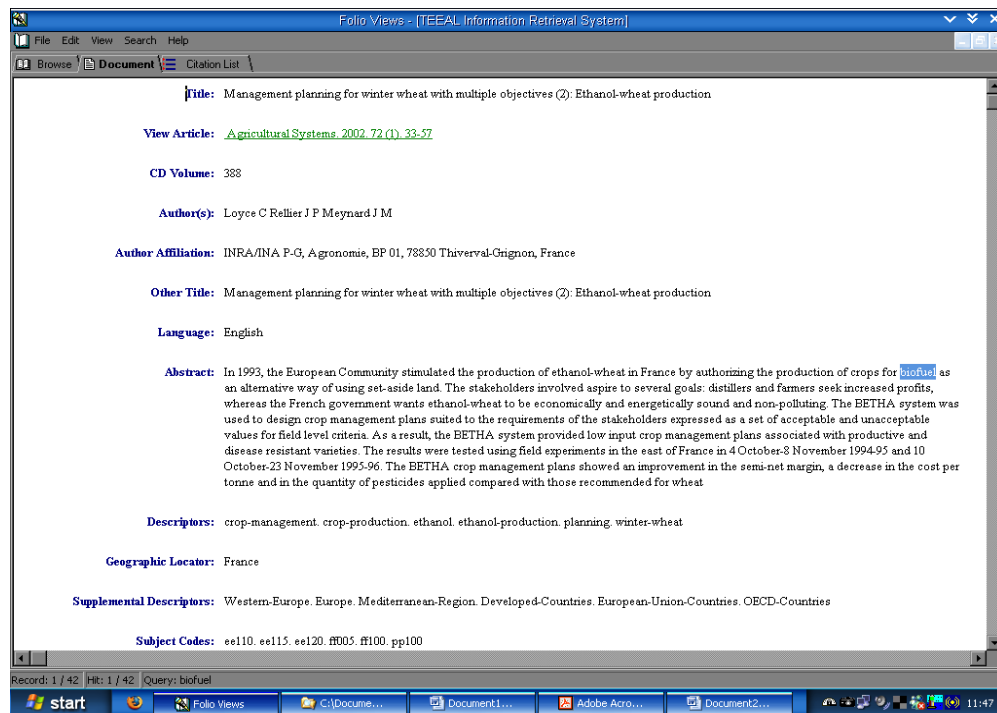 Folio Views - [TEEAL Information Retrieval System]
File Edit View Search Help
Browse Document Citation List
Title: Management planning for winter wheat with multiple objectives (2): Ethanol-wheat production
View Article: Agricultural Systems. 2002. 72 (1). 33-57
CD Volume: 388
Author(s): Loyce C Rellier J P Meynard J M
Author Affiliation: INRA/INA P-G, Agronomie, BP 01, 78850 Thiverval-Grignon, France
Other Title: Management planning for winter wheat with multiple objectives (2): Ethanol-wheat production
Language: English
Abstract: In 1993, the European Community stimulated the production of ethanol-wheat in France by authorizing the production of crops for biofuel as
an alternative way of using set-aside land. The stakeholders involved aspire to several goals: distillers and farmers seek increased profits,
whereas the French government wants ethanol-wheat to be economically and energetically sound and non-polluting. The BETHA system was
used to design crop management plans suited to the requirements of the stakeholders expressed as a set of acceptable and unacceptable
values for field level criteria. As a result, the BETHA system provided low input crop management plans associated with productive and
disease resistant varieties. The results were tested using field experiments in the east of France in 4 October-8 November 1994-95 and 10
October-23 November 1995-96. The BETHA crop management plans showed an improvement in the semi-net margin, a decrease in the cost per
tonne and in the quantity of pesticides applied compared with those recommended for wheat
Descriptors: crop-management. crop-production. ethanol. ethanol-production. planning. winter-wheat
Geographic Locator: France
Supplemental Descriptors: Western-Europe. Europe. Mediterranean-Region. Developed-Countries. European-Union-Countries. OECD-Countries
Subject Codes: ee110. ee115. ee120. ff005. ff100. pp100
Record: 1 / 42 Hit: 1 / 42 Query: biofuel
start Folio Views C:\Docume... Document1... Adobe Acro... Document2... 11:47